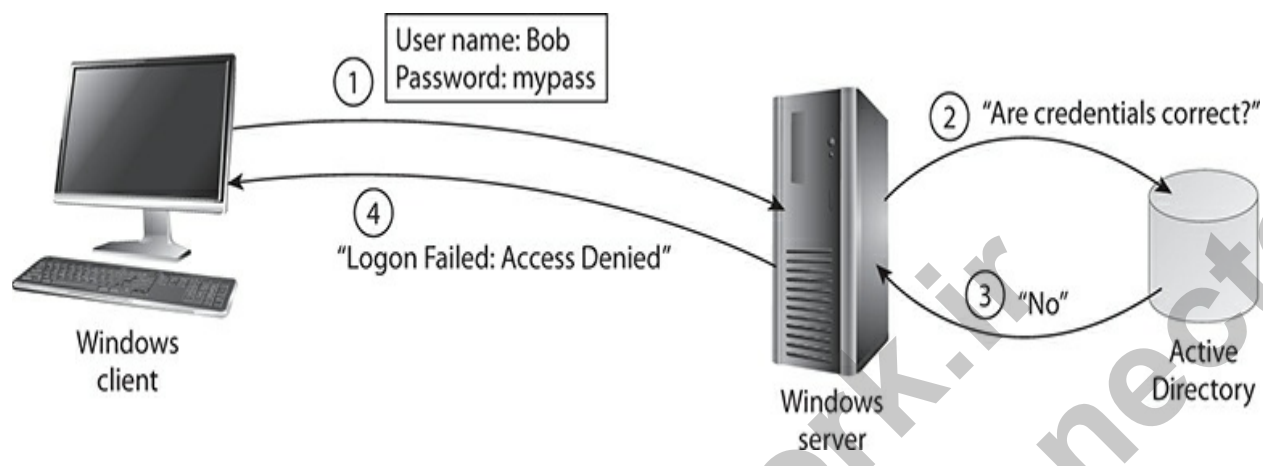 User name: Bob
Password: mypass
1
2 “Are credentials correct?”
4
“Logon Failed: Access Denied”
3 “No”
Windows
client
Windows
server
Active
Directory